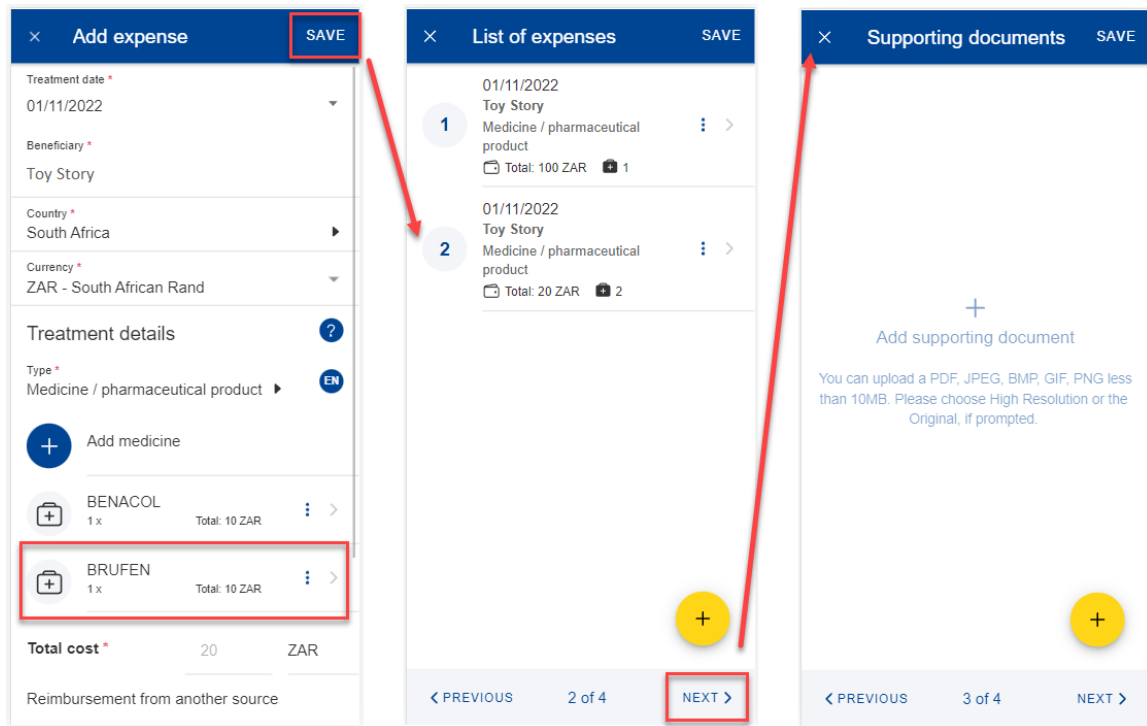 × Add expense SAVE
Treatment date *
01/11/2022
Beneficiary *
Toy Story
Country *
South Africa
Currency *
ZAR - South African Rand
Treatment details ?
Type *
Medicine / pharmaceutical product EN
+ Add medicine
BENACOL
1 x Total: 10 ZAR
BRUFEN
1 x Total: 10 ZAR
Total cost * 20 ZAR
Reimbursement from another source
× List of expenses SAVE
01/11/2022
Toy Story
1 Medicine / pharmaceutical
product
Total: 100 ZAR 1
01/11/2022
Toy Story
2 Medicine / pharmaceutical
product
Total: 20 ZAR 2
+
< PREVIOUS 2 of 4 NEXT >
× Supporting documents SAVE
+
Add supporting document
You can upload a PDF, JPEG, BMP, GIF, PNG less
than 10MB. Please choose High Resolution or the
Original, if prompted.
+
< PREVIOUS 3 of 4 NEXT >